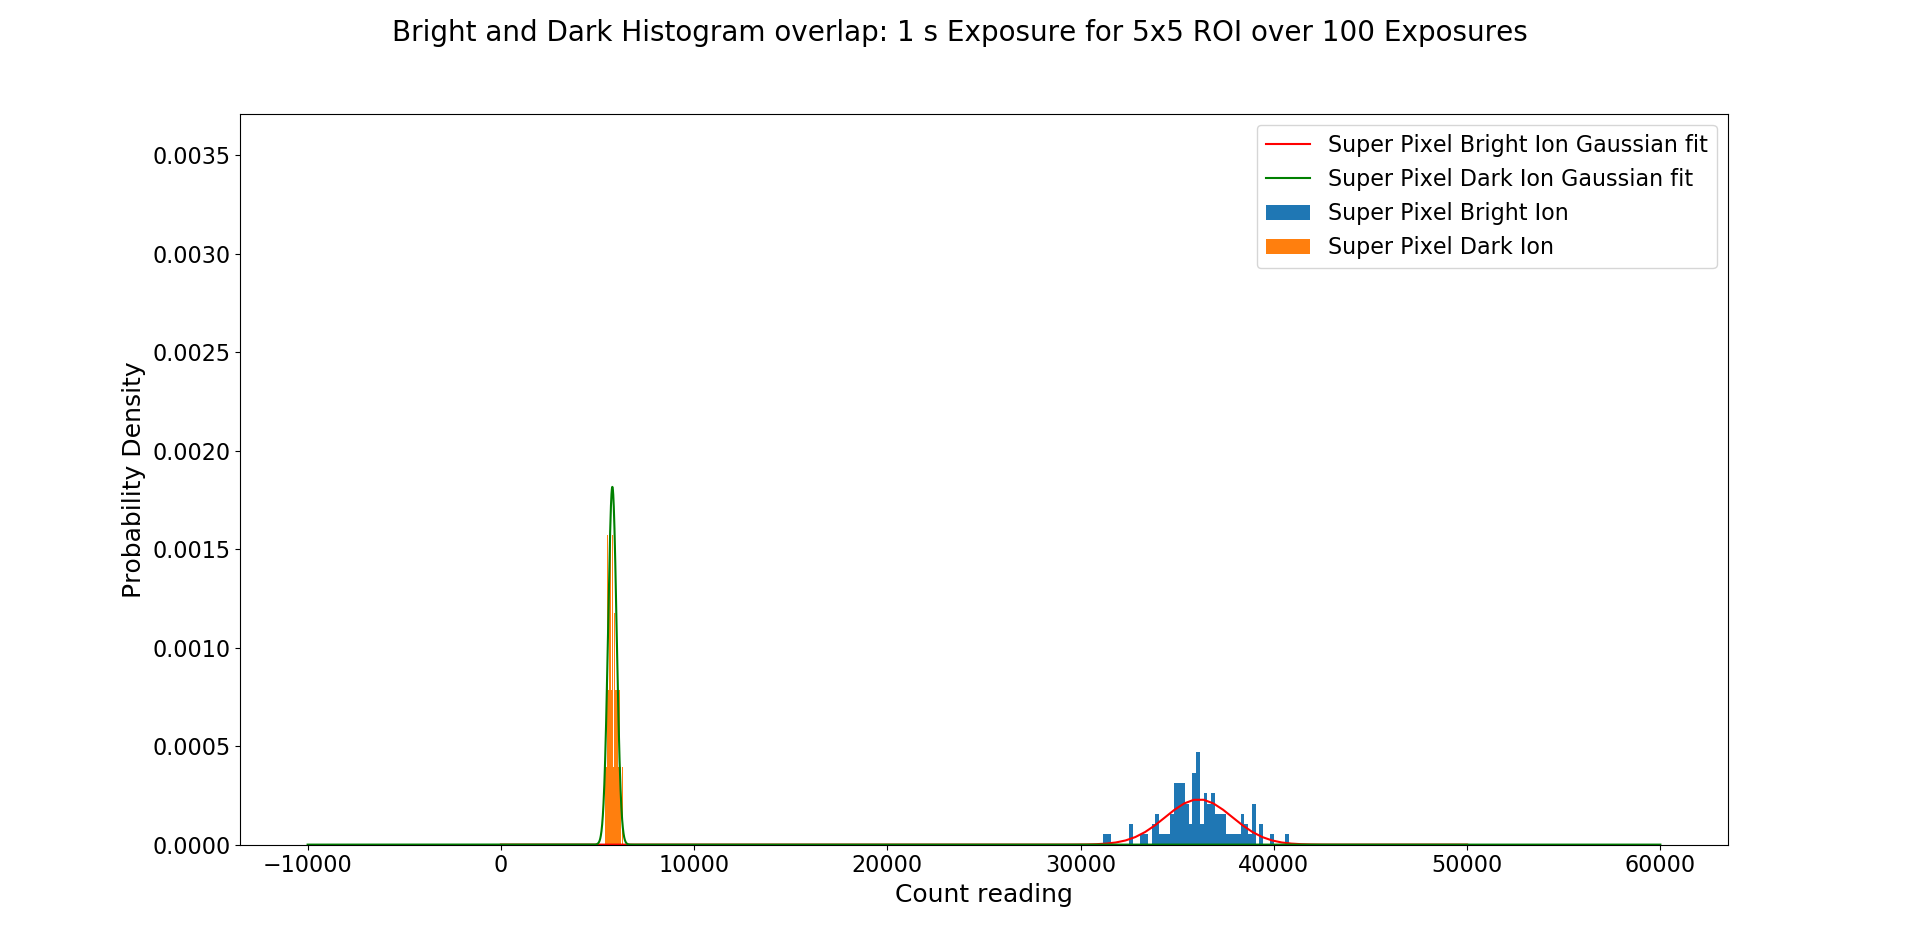 Bright and Dark Histogram overlap: 1 s Exposure for 5x5 ROI over 100 Exposures
Super Pixel Bright Ion Gaussian fit
Super Pixel Dark Ion Gaussian fit
Super Pixel Bright Ion
Super Pixel Dark Ion
Probability Density
0.0035
0.0030
0.0025
0.0020
0.0015
0.0010
0.0005
0.0000
−10000 0 10000 20000 30000 40000 50000 60000
Count reading